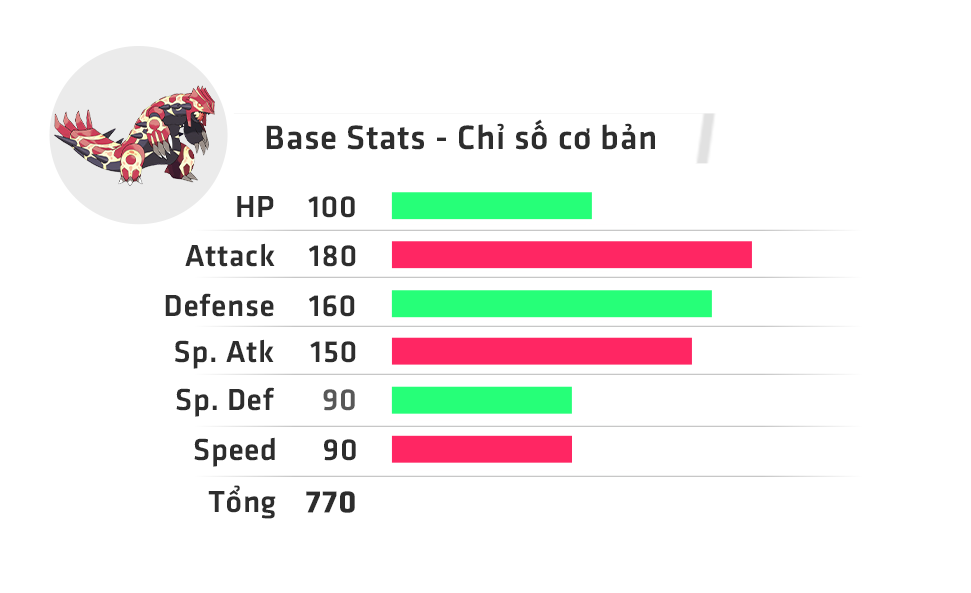 Base Stats - Chỉ số cơ bản
HP 100
Attack 180
Defense 160
Sp. Atk 150
Sp. Def 90
Speed 90
Tổng 770